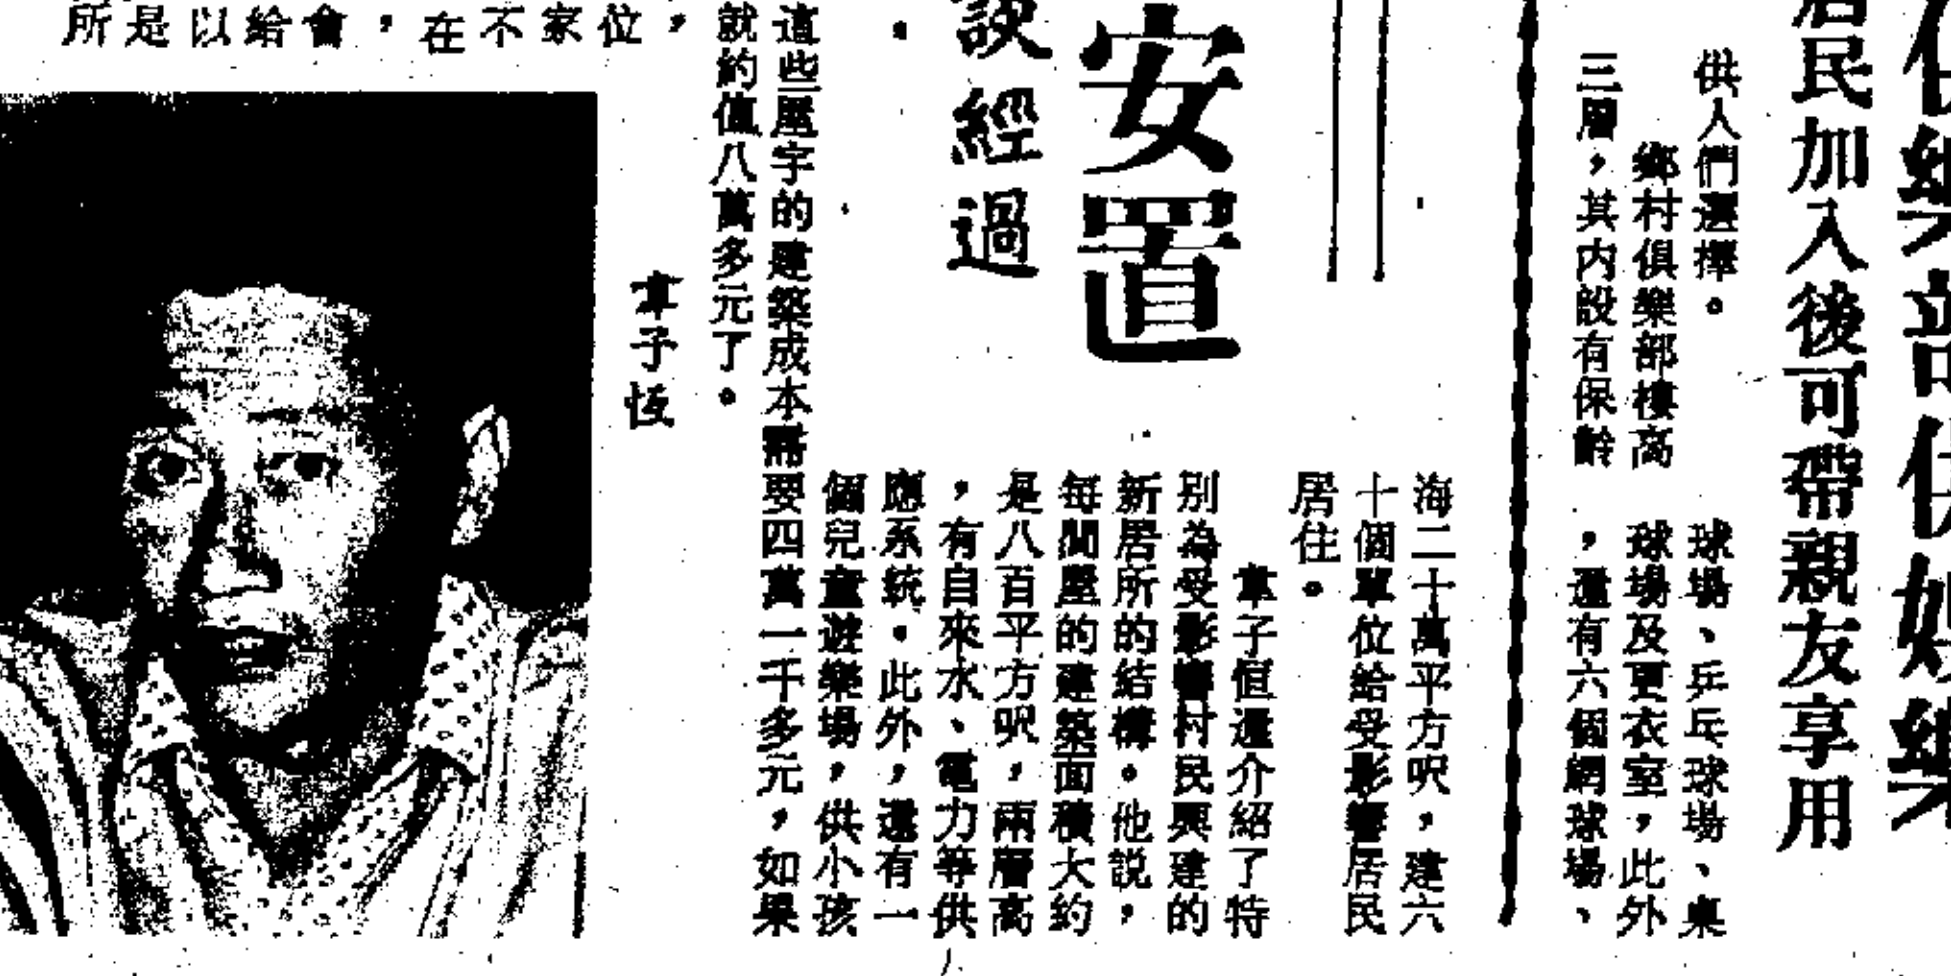 居民加入後可帶親友享用
供人們選擇。
鄉村俱樂部樓高
三層，其内設有保齡
球場、乒乓球場、桌
球場及更衣室，此外
，還有六個網球場、
安置
經過
海二十萬平方呎，建六
十個單位給受影響居民
居住。
韋子恒還介紹了特
別為受影響村民興建的
新居所的結構。他説，
每間屋的建築面積大約
是八百平方呎，兩層高
，有自來水、電力等供
應系統。此外，還有一
個兒童遊樂場，供小孩
這些屋宇的建築成本需要四萬一千多元，如果
就約值八萬多元了。
韋子恆
所是以給會，在不家位，